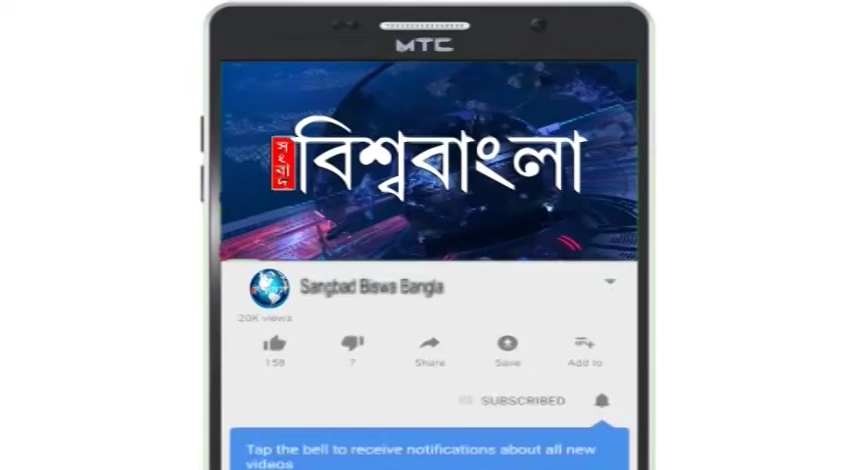 MTC
সংবাদ
বিশ্ববাংলা
Sangbad Biswa Bangla
20K views
158 7 Share Save Add to
SUBSCRIBED
Tap the bell to receive notifications about all new
videos